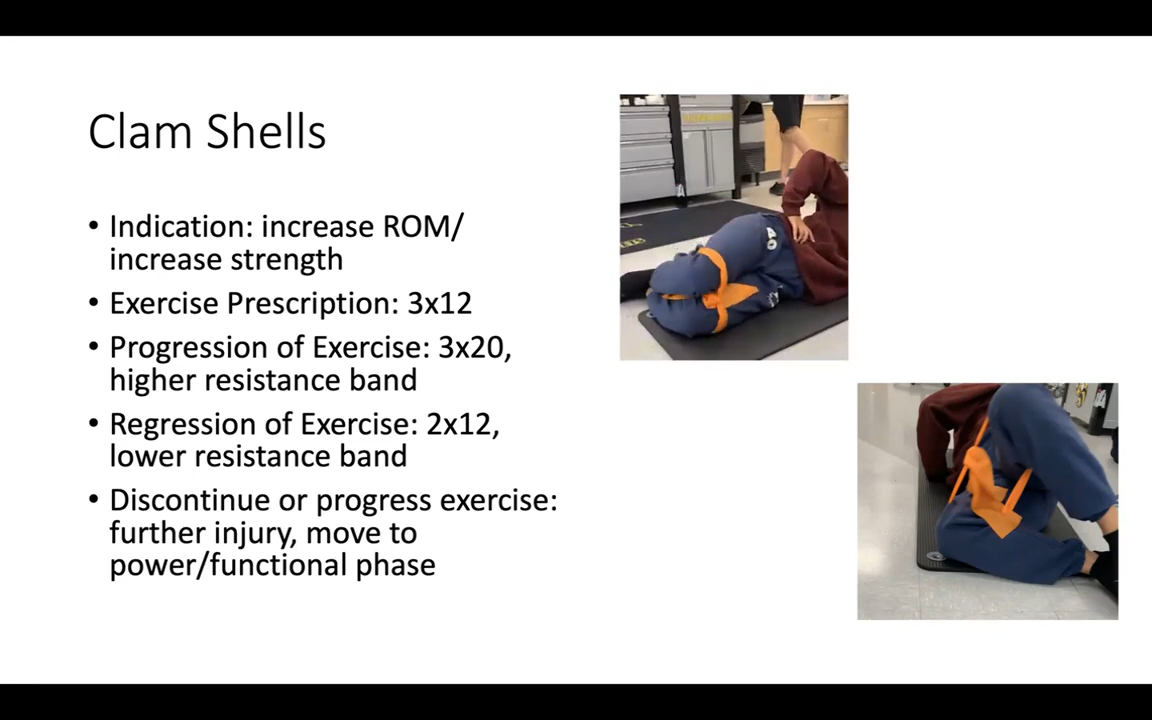 Clam Shells
• Indication: increase ROM/
increase strength
• Exercise Prescription: 3x12
• Progression of Exercise: 3x20,
higher resistance band
• Regression of Exercise: 2x12,
lower resistance band
• Discontinue or progress exercise:
further injury, move to
power/functional phase